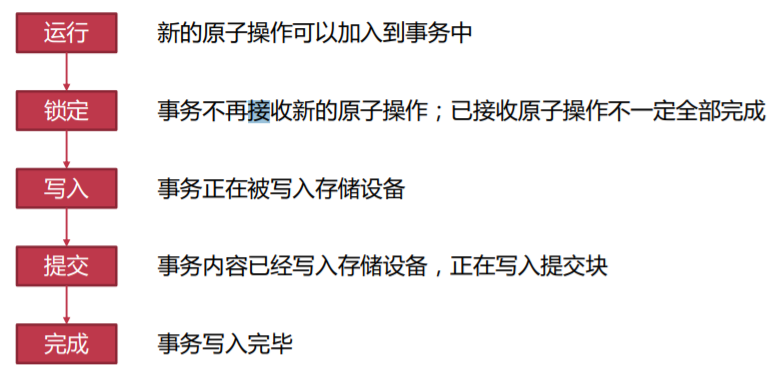 运行 新的原子操作可以加入到事务中
锁定 事务不再接收新的原子操作；已接收原子操作不一定全部完成
写入 事务正在被写入存储设备
提交 事务内容已经写入存储设备，正在写入提交块
完成 事务写入完毕